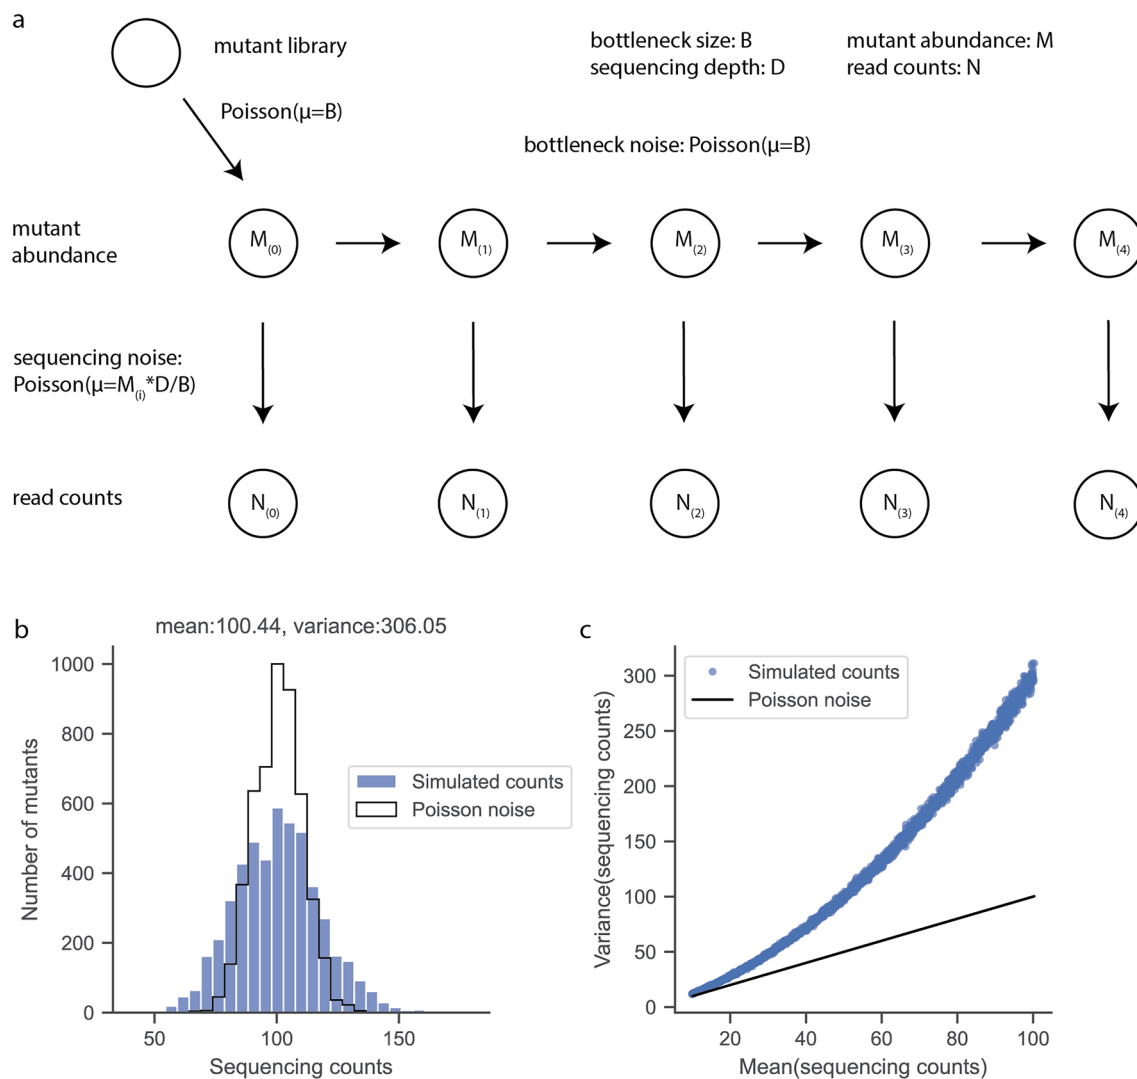 a
mutant library
bottleneck size: B
sequencing depth: D
mutant abundance: M
read counts: N
Poisson(μ=B)
bottleneck noise: Poisson(μ=B)
mutant
abundance
M(0)
M(1)
M(2)
M(3)
M(4)
sequencing noise:
Poisson(μ=M(i)*D/B)
read counts
N(0)
N(1)
N(2)
N(3)
N(4)
b
mean:100.44, variance:306.05
Number of mutants
1000
800
600
400
200
0
Simulated counts
Poisson noise
50
100
150
Sequencing counts
c
Variance(sequencing counts)
300
250
200
150
100
50
0
Simulated counts
Poisson noise
20
40
60
80
100
Mean(sequencing counts)